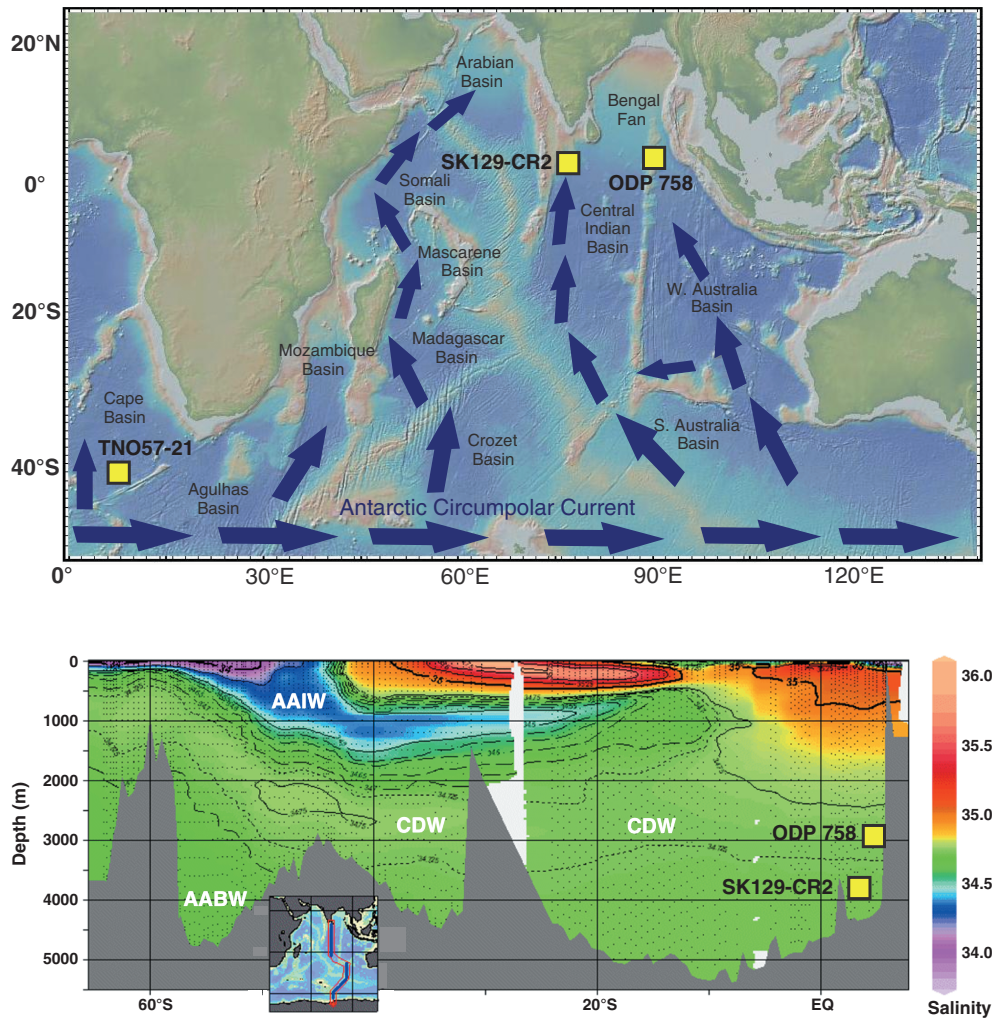 20°N
0°
20°S
40°S
Arabian
Basin
Bengal
Fan
SK129-CR2
ODP 758
Somali
Basin
Central
Indian
Basin
Mascarene
Basin
W. Australia
Basin
Mozambique
Basin
Madagascar
Basin
Cape
Basin
TNO57-21
S. Australia
Basin
Crozet
Basin
Agulhas
Basin
Antarctic Circumpolar Current
0°
30°E
60°E
90°E
120°E
0
1000
2000
3000
4000
5000
Depth (m)
34
35
35
AAIW
CDW
CDW
ODP 758
SK129-CR2
AABW
60°S
20°S
EQ
36.0
35.5
35.0
34.5
34.0
Salinity